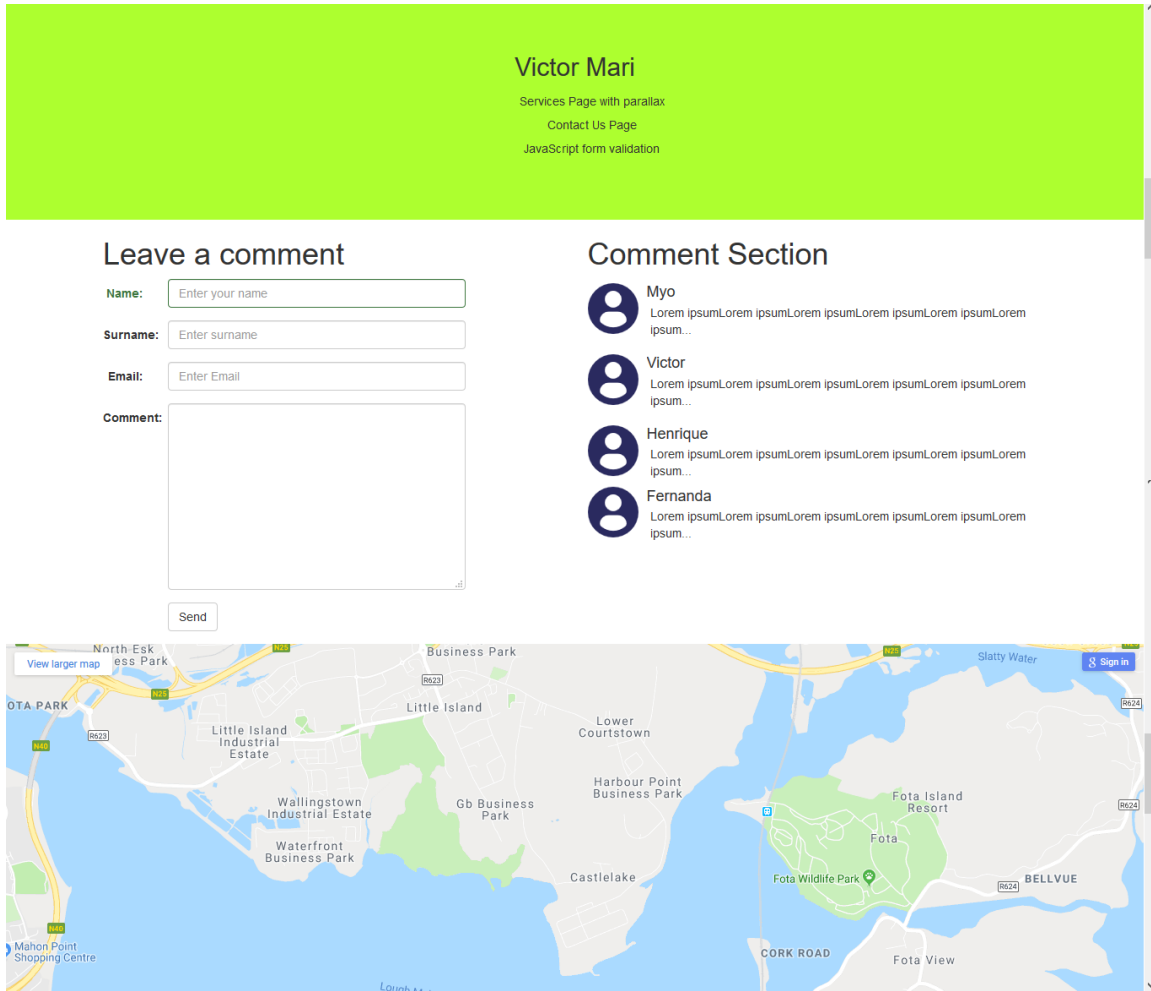 Victor Mari
Services Page with parallax
Contact Us Page
JavaScript form validation
Leave a comment
Name:
Enter your name
Surname:
Enter surname
Email:
Enter Email
Comment:
Send
Comment Section
Myo
Lorem ipsumLorem ipsumLorem ipsumLorem ipsumLorem ipsumLorem
ipsum...
Victor
Lorem ipsumLorem ipsumLorem ipsumLorem ipsumLorem ipsumLorem
ipsum...
Henrique
Lorem ipsumLorem ipsumLorem ipsumLorem ipsumLorem ipsumLorem
ipsum...
Fernanda
Lorem ipsumLorem ipsumLorem ipsumLorem ipsumLorem ipsumLorem
ipsum...
View larger map
North Esk
ess Park
N25
Business Park
N25
Slatty Water
Sign in
R623
N25
OTA PARK
Little Island
R624
R623
N40
Little Island
Industrial
Estate
Lower
Courtstown
Harbour Point
Business Park
Wallingstown
Industrial Estate
Gb Business
Park
Fota Island
Resort
R624
Waterfront
Business Park
Fota
Castlelake
Fota Wildlife Park
R624
BELLVUE
N40
Mahon Point
Shopping Centre
CORK ROAD
Fota View
Lough